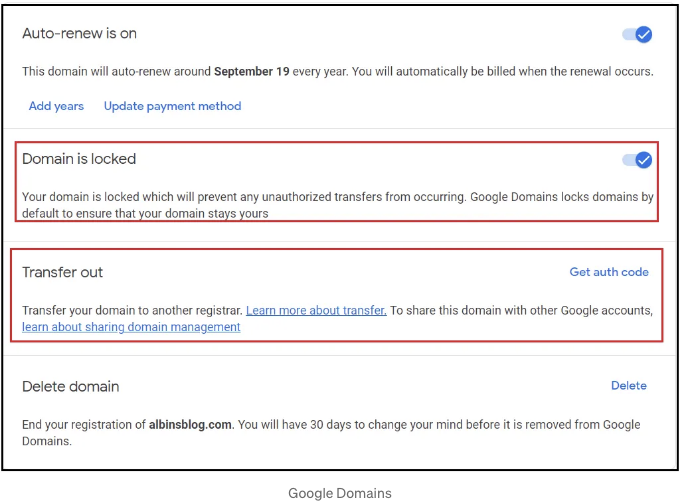 Auto-renew is on
This domain will auto-renew around September 19 every year. You will automatically be billed when the renewal occurs.
Add years Update payment method
Domain is locked
Your domain is locked which will prevent any unauthorized transfers from occurring. Google Domains locks domains by
default to ensure that your domain stays yours
Transfer out Get auth code
Transfer your domain to another registrar. Learn more about transfer. To share this domain with other Google accounts,
learn about sharing domain management
Delete domain Delete
End your registration of albinsblog.com. You will have 30 days to change your mind before it is removed from Google
Domains.
Google Domains